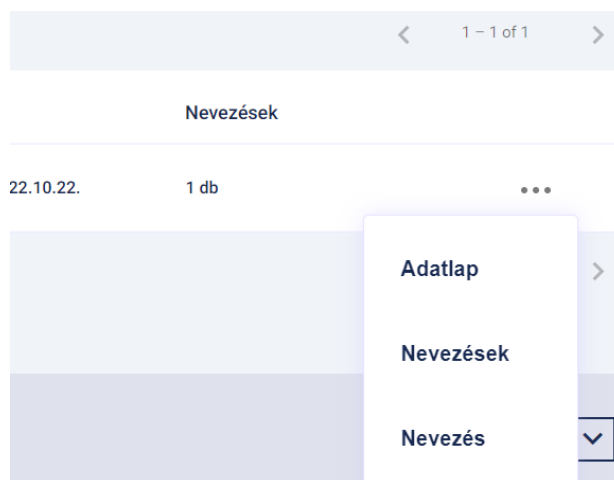 1 – 1 of 1
Nevezések
22.10.22.
1 db
Adatlap
Nevezések
Nevezés